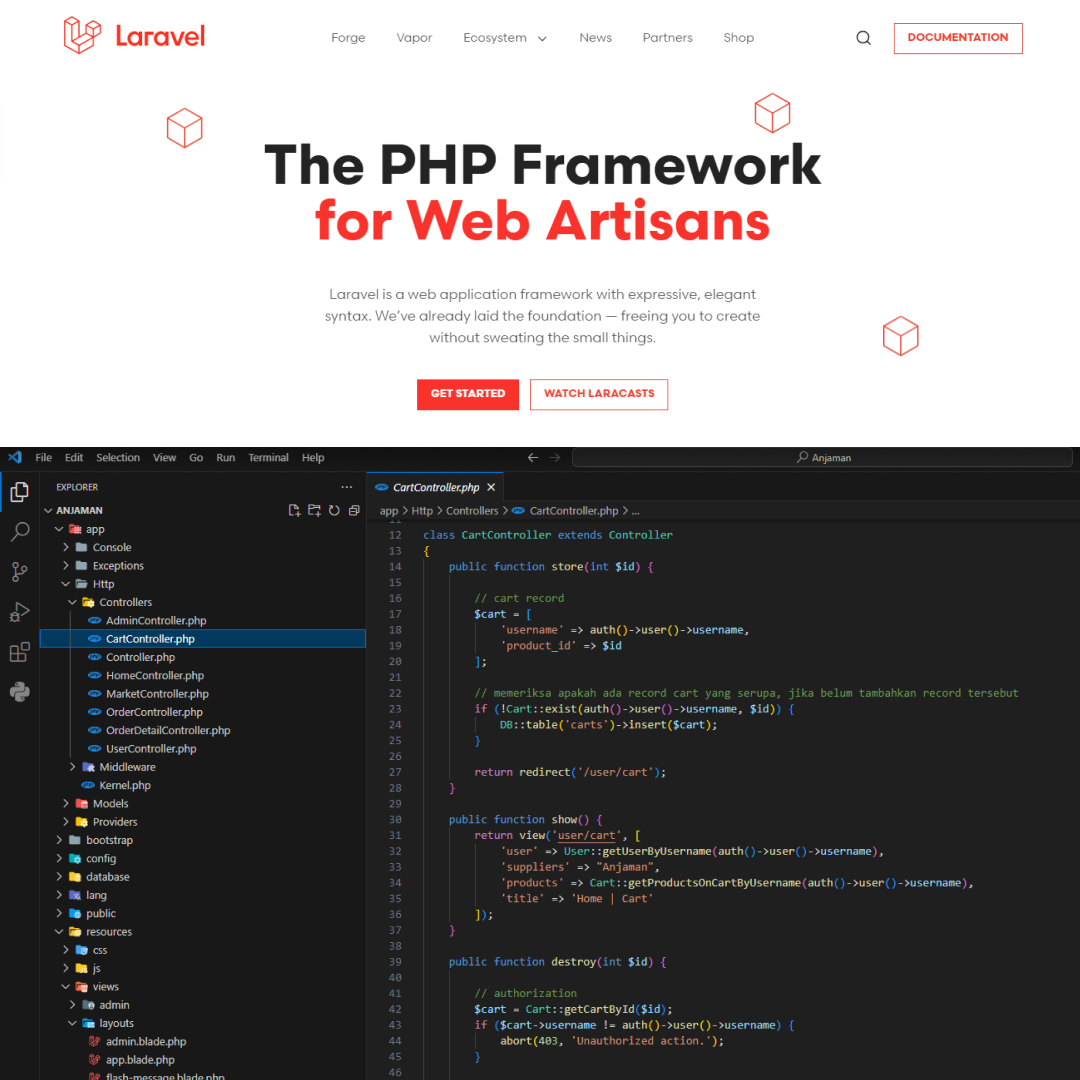 Laravel
Forge Vapor Ecosystem News Partners Shop
DOCUMENTATION
The PHP Framework
for Web Artisans
Laravel is a web application framework with expressive, elegant
syntax. We've already laid the foundation — freeing you to create
without sweating the small things.
GET STARTED
WATCH LARACASTS
File Edit Selection View Go Run Terminal Help
Anjaman
EXPLORER
ANJAMAN
app
Console
Exceptions
Http
Controllers
AdminController.php
CartController.php
Controller.php
HomeController.php
MarketController.php
OrderController.php
OrderDetailController.php
UserController.php
Middleware
Kernel.php
Models
Providers
bootstrap
config
database
lang
public
resources
css
js
views
admin
layouts
admin.blade.php
app.blade.php
flash-message.blade.php
CartController.php
app > Http > Controllers > CartController.php > ...
11
12 class CartController extends Controller
13 {
14 public function store(int $id) {
15
16 // cart record
17 $cart = [
18 'username' => auth()->user()->username,
19 'product_id' => $id
20 ];
21
22 // memeriksa apakah ada record cart yang serupa, jika belum tambahkan record tersebut
23 if (!Cart::exist(auth()->user()->username, $id)) {
24 DB::table('carts')->insert($cart);
25 }
26
27 return redirect('/user/cart');
28 }
29
30 public function show() {
31 return view('user/cart', [
32 'user' => User::getUserByUsername(auth()->user()->username),
33 'suppliers' => "Anjaman",
34 'products' => Cart::getProductsOnCartByUsername(auth()->user()->username),
35 'title' => 'Home | Cart'
36 ]);
37 }
38
39 public function destroy(int $id) {
40
41 // authorization
42 $cart = Cart::getCartById($id);
43 if ($cart->username != auth()->user()->username) {
44 abort(403, 'Unauthorized action.');
45 }
46